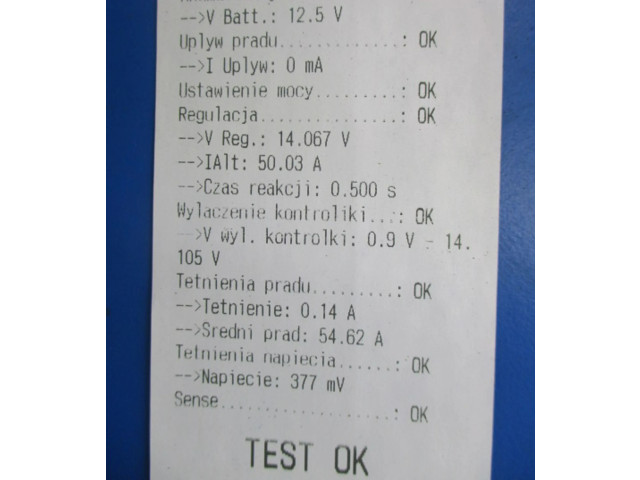 -->V Batt.: 12.5 V
Uplyw pradu............: OK
-->I Uplyw: 0 mA
Ustawienie mocy.........: OK
Regulacja...............: OK
-->V Reg.: 14.067 V
-->IAlt: 50.03 A
-->Czas reakcji: 0.500 s
Wylaczenie kontroliki...: OK
-->V wyl. kontrolki: 0.9 V - 14.
105 V
Tetnienia pradu.........: OK
-->Tetnienie: 0.14 A
-->Sredni prad: 54.62 A
Tetnienia napiecia......: OK
-->Napiecie: 377 mV
Sense...................: OK
TEST OK